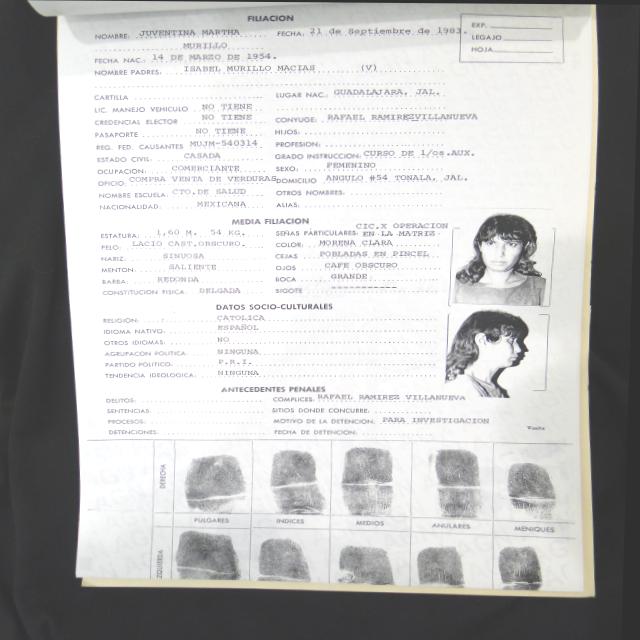 FILIACION
NOMBRE: JUVENTINA MARTHA FECHA: 21 de Septiembre de 1983. EXP.
MURILLO LEGAJO
FECHA NAC: 14 DE MARZO DE 1954. HOJA
NOMBRE PADRES: ISABEL MURILLO MACIAS (V)
CARTILLA LUGAR NAC.: GUADALAJARA, JAL.
LIC. MANEJO VEHICULO NO TIENE
CREDENCIAL ELECTOR NO TIENE CONYUGE: RAFAEL RAMIREZVILLANUEVA
PASAPORTE NO TIENE HIJOS:
REG. FED. CAUSANTES MUJM-540314 PROFESION:
ESTADO CIVIL: CASADA GRADO INSTRUCCION: CURSO DE 1/os.AUX.
OCUPACION: COMERCIANTE SEXO: FEMENINO
OFICIO: COMPRA VENTA DE VERDURAS DOMICILIO ANGULO #54 TONALA, JAL.
NOMBRE ESCUELA: CTO.DE SALUD OTROS NOMBRES:
NACIONALIDAD: MEXICANA ALIAS:
MEDIA FILIACION
CIC.X OPERACION
ESTATURA: 1,60 M. 54 KG. SEÑAS PARTICULARES: EN LA MATRIZ
PELO: LACIO CAST.OBSCURO. COLOR: MORENA CLARA
NARIZ: SINUOSA CEJAS POBLADAS EN PINCEL
MENTON: SALIENTE OJOS CAFE OBSCURO
BARBA: REDONDA BOCA GRANDE
CONSTITUCION FISICA: DELGADA BIGOTE ------------
DATOS SOCIO-CULTURALES
RELIGION: CATOLICA
IDIOMA NATIVO: ESPAÑOL
OTROS IDIOMAS: NO
AGRUPACION POLITICA: NINGUNA
PARTIDO POLITICO: P.R.I.
TENDENCIA IDEOLOGICA: NINGUNA
ANTECEDENTES PENALES
DELITOS: COMPLICES: RAFAEL RAMIREZ VILLANUEVA
SENTENCIAS: SITIOS DONDE CONCURRE:
PROCESOS: MOTIVO DE LA DETENCION: PARA INVESTIGACION
DETENCIONES: FECHA DE DETENCION:
DERECHA
PULGARES INDICES MEDIOS ANULARES MENIQUES
IZQUIERDA